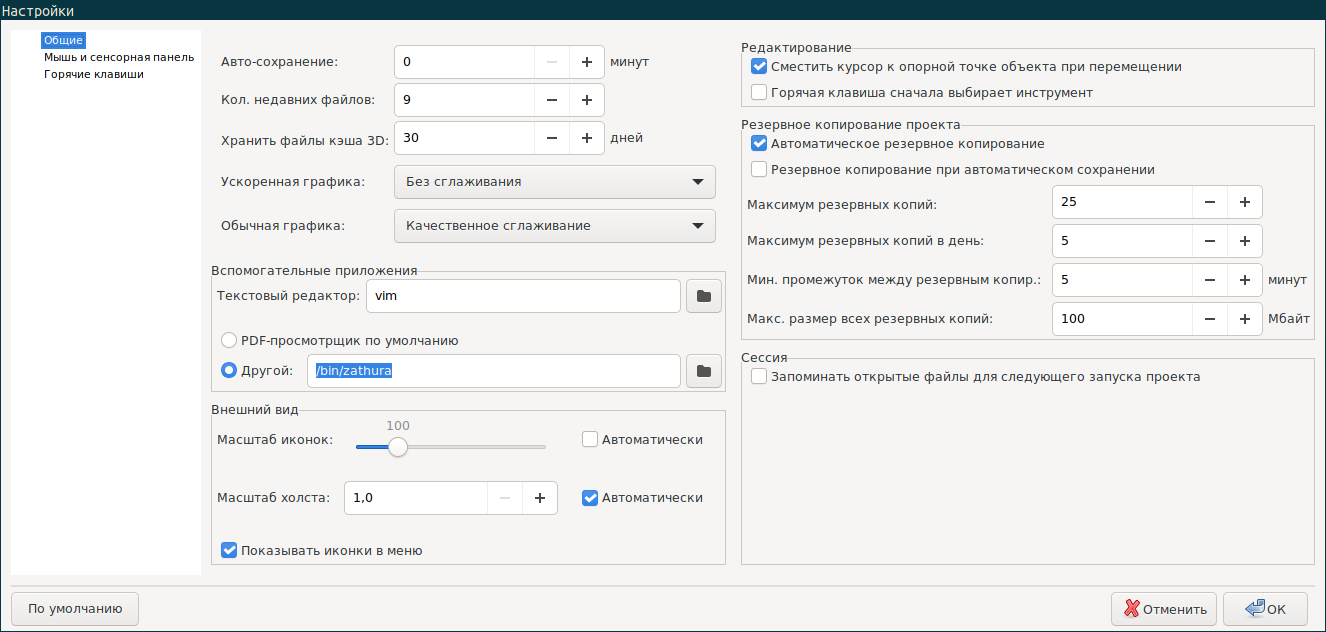 Настройки
Общие
Мышь и сенсорная панель
Горячие клавиши
Авто-сохранение: 0 минут
Кол. недавних файлов: 9
Хранить файлы кэша 3D: 30 дней
Ускоренная графика: Без сглаживания
Обычная графика: Качественное сглаживание
Вспомогательные приложения
Текстовый редактор: vim
PDF-просмотрщик по умолчанию
Другой: /bin/zathura
Внешний вид
100
Масштаб иконок: Автоматически
Масштаб холста: 1,0 Автоматически
Показывать иконки в меню
Редактирование
Сместить курсор к опорной точке объекта при перемещении
Горячая клавиша сначала выбирает инструмент
Резервное копирование проекта
Автоматическое резервное копирование
Резервное копирование при автоматическом сохранении
Максимум резервных копий: 25
Максимум резервных копий в день: 5
Мин. промежуток между резервным копир.: 5 минут
Макс. размер всех резервных копий: 100 Мбайт
Сессия
Запоминать открытые файлы для следующего запуска проекта
По умолчанию
Отменить
OK